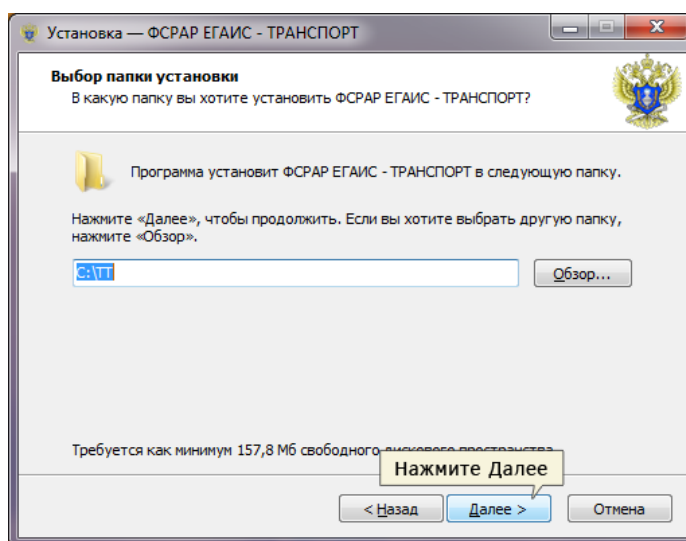 Установка — ФСРАР ЕГАИС - ТРАНСПОРТ
Выбор папки установки
В какую папку вы хотите установить ФСРАР ЕГАИС - ТРАНСПОРТ?
Программа установит ФСРАР ЕГАИС - ТРАНСПОРТ в следующую папку.
Нажмите «Далее», чтобы продолжить. Если вы хотите выбрать другую папку,
нажмите «Обзор».
C:\TT
Обзор...
Требуется как минимум 157,8 Мб свободного дискового пространства.
Нажмите Далее
< Назад Далее > Отмена